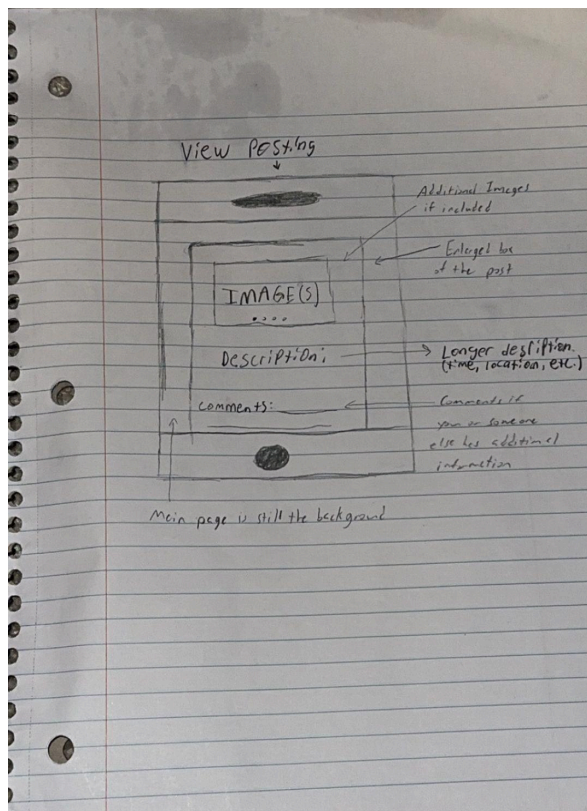 View Posting
Additional Images
if included
Enlarged box
of the post
IMAGE(S)
Description:
Longer desription.
(time, location, etc.)
Comments:
Comments if
you or someone
else has additional
information
Main page is still the background